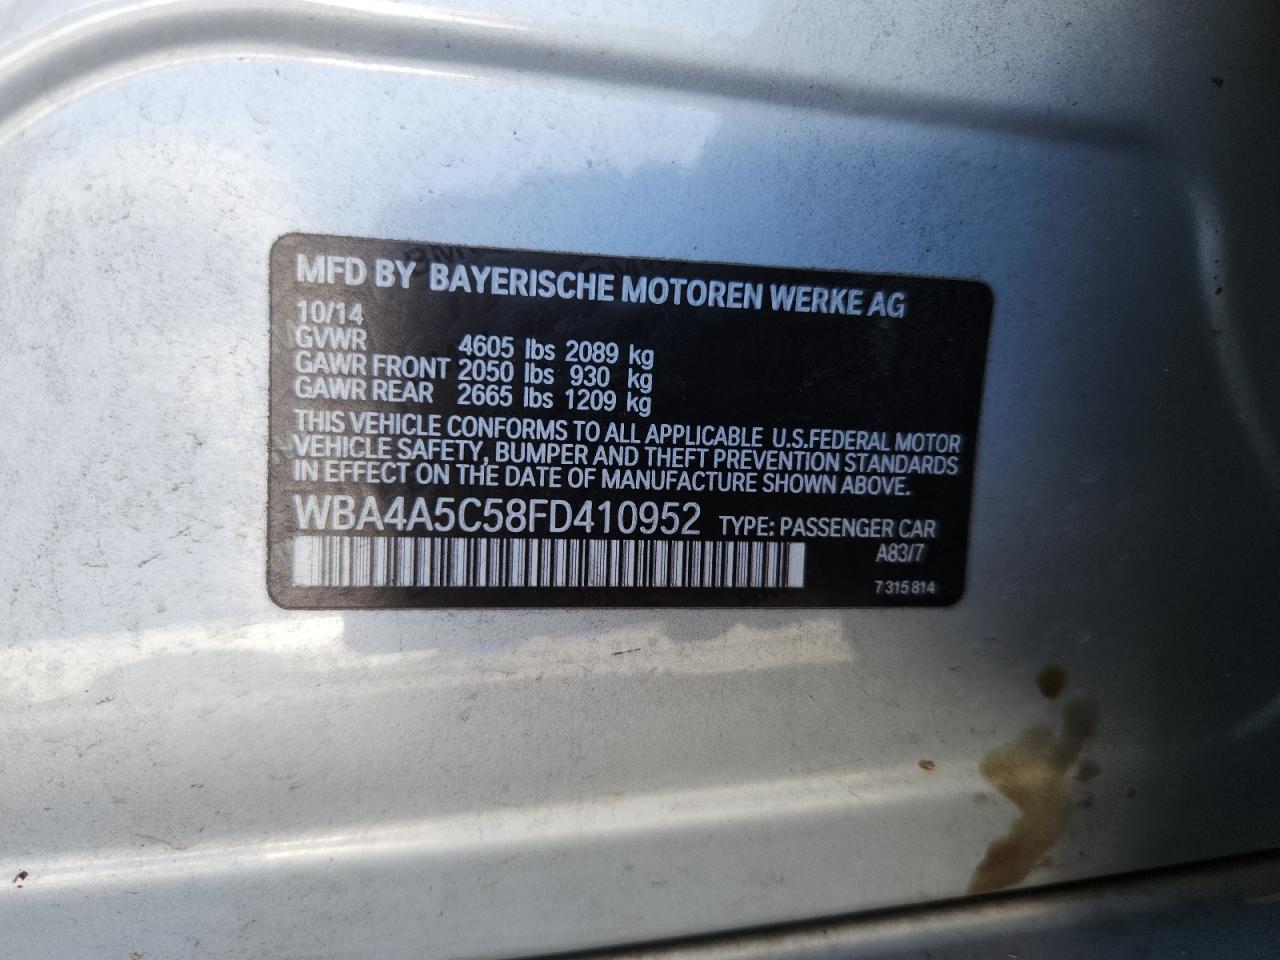 MFD BY BAYERISCHE MOTOREN WERKE AG
10/14
GVWR 4605 lbs 2089 kg
GAWR FRONT 2050 lbs 930 kg
GAWR REAR 2665 lbs 1209 kg
THIS VEHICLE CONFORMS TO ALL APPLICABLE U.S.FEDERAL MOTOR
VEHICLE SAFETY, BUMPER AND THEFT PREVENTION STANDARDS
IN EFFECT ON THE DATE OF MANUFACTURE SHOWN ABOVE.
WBA4A5C58FD410952 TYPE: PASSENGER CAR
A83/7
7 315 814